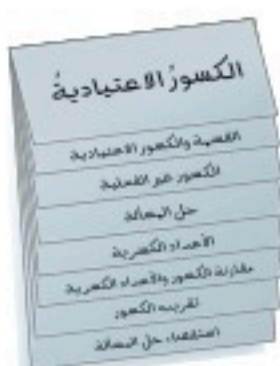 الكسورُ الاعتياديةُ
القسمة والكسور الاعتيادية
الكسور غير الفعلية
حل المسألة
الأعداد الكسرية
مقارنة الكسور والأعداد الكسرية
تقريب الكسور
استقصاء حل المسألة